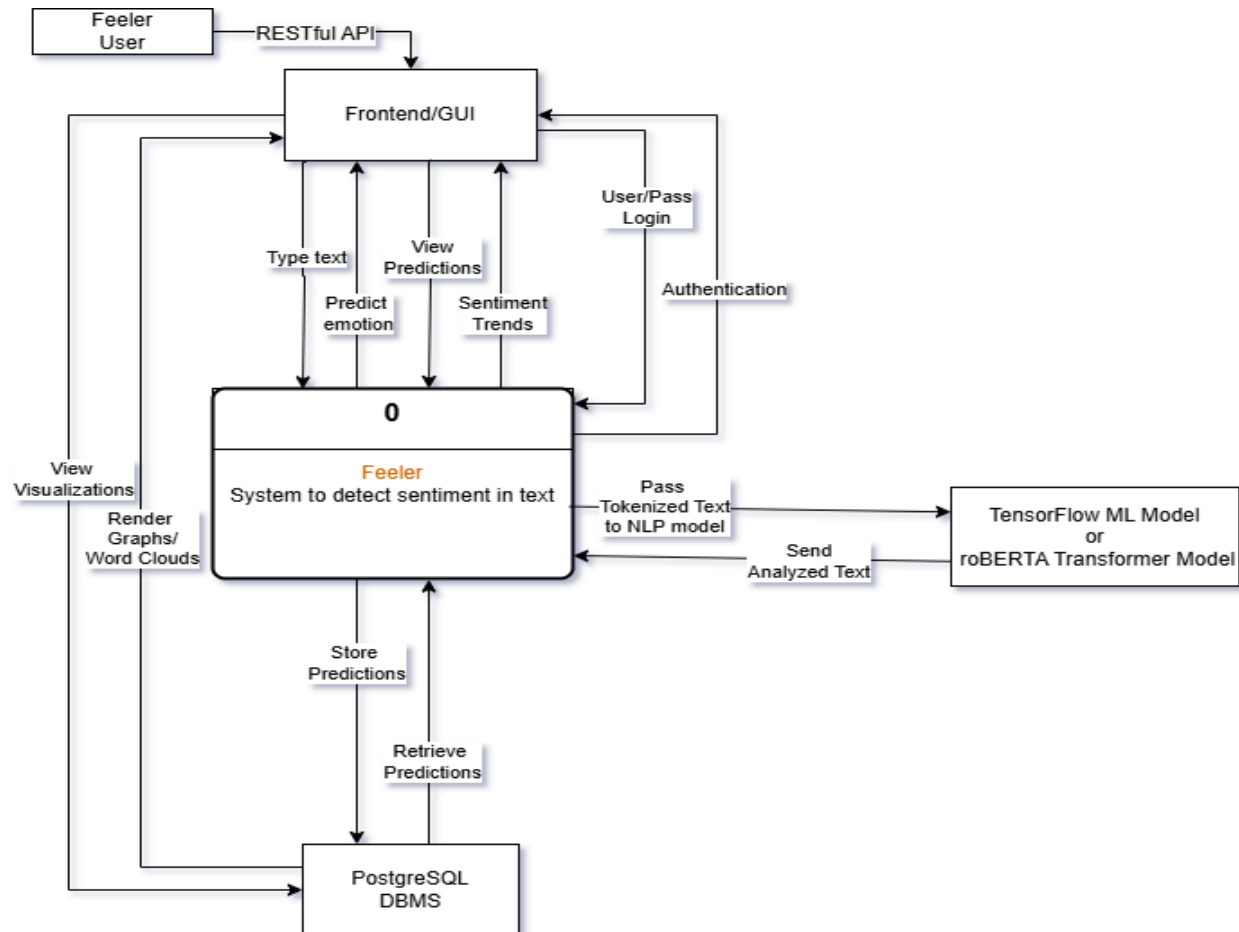 Feeler
User
RESTful API
Frontend/GUI
User/Pass
Login
Type text
View
Predictions
Predict
emotion
Sentiment
Trends
Authentication
0
Feeler
System to detect sentiment in text
View
Visualizations
Render
Graphs/
Word Clouds
Pass
Tokenized Text
to NLP model
TensorFlow ML Model
or
roBERTA Transformer Model
Send
Analyzed Text
Store
Predictions
Retrieve
Predictions
PostgreSQL
DBMS